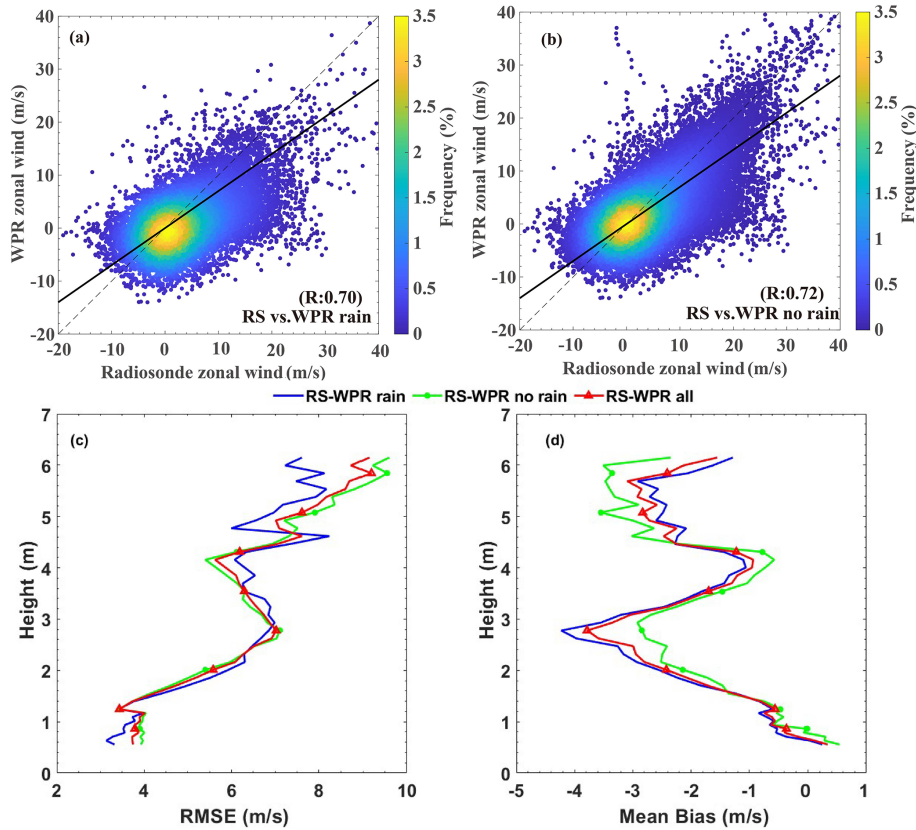 (a)
40
30
20
10
0
-10
-20
-20 -10 0 10 20 30 40
WPR zonal wind (m/s)
Radiosonde zonal wind (m/s)
(R:0.70)
RS vs.WPR rain
3.5
3
2.5
2
1.5
1
0.5
0
Frequency (%)
(b)
40
30
20
10
0
-10
-20
-20 -10 0 10 20 30 40
WPR zonal wind (m/s)
Radiosonde zonal wind (m/s)
(R:0.72)
RS vs.WPR no rain
3.5
3
2.5
2
1.5
1
0.5
0
Frequency (%)
RS-WPR rain RS-WPR no rain RS-WPR all
(c)
7
6
5
4
3
2
1
0
2 4 6 8 10
Height (m)
RMSE (m/s)
(d)
7
6
5
4
3
2
1
0
-5 -4 -3 -2 -1 0 1
Height (m)
Mean Bias (m/s)